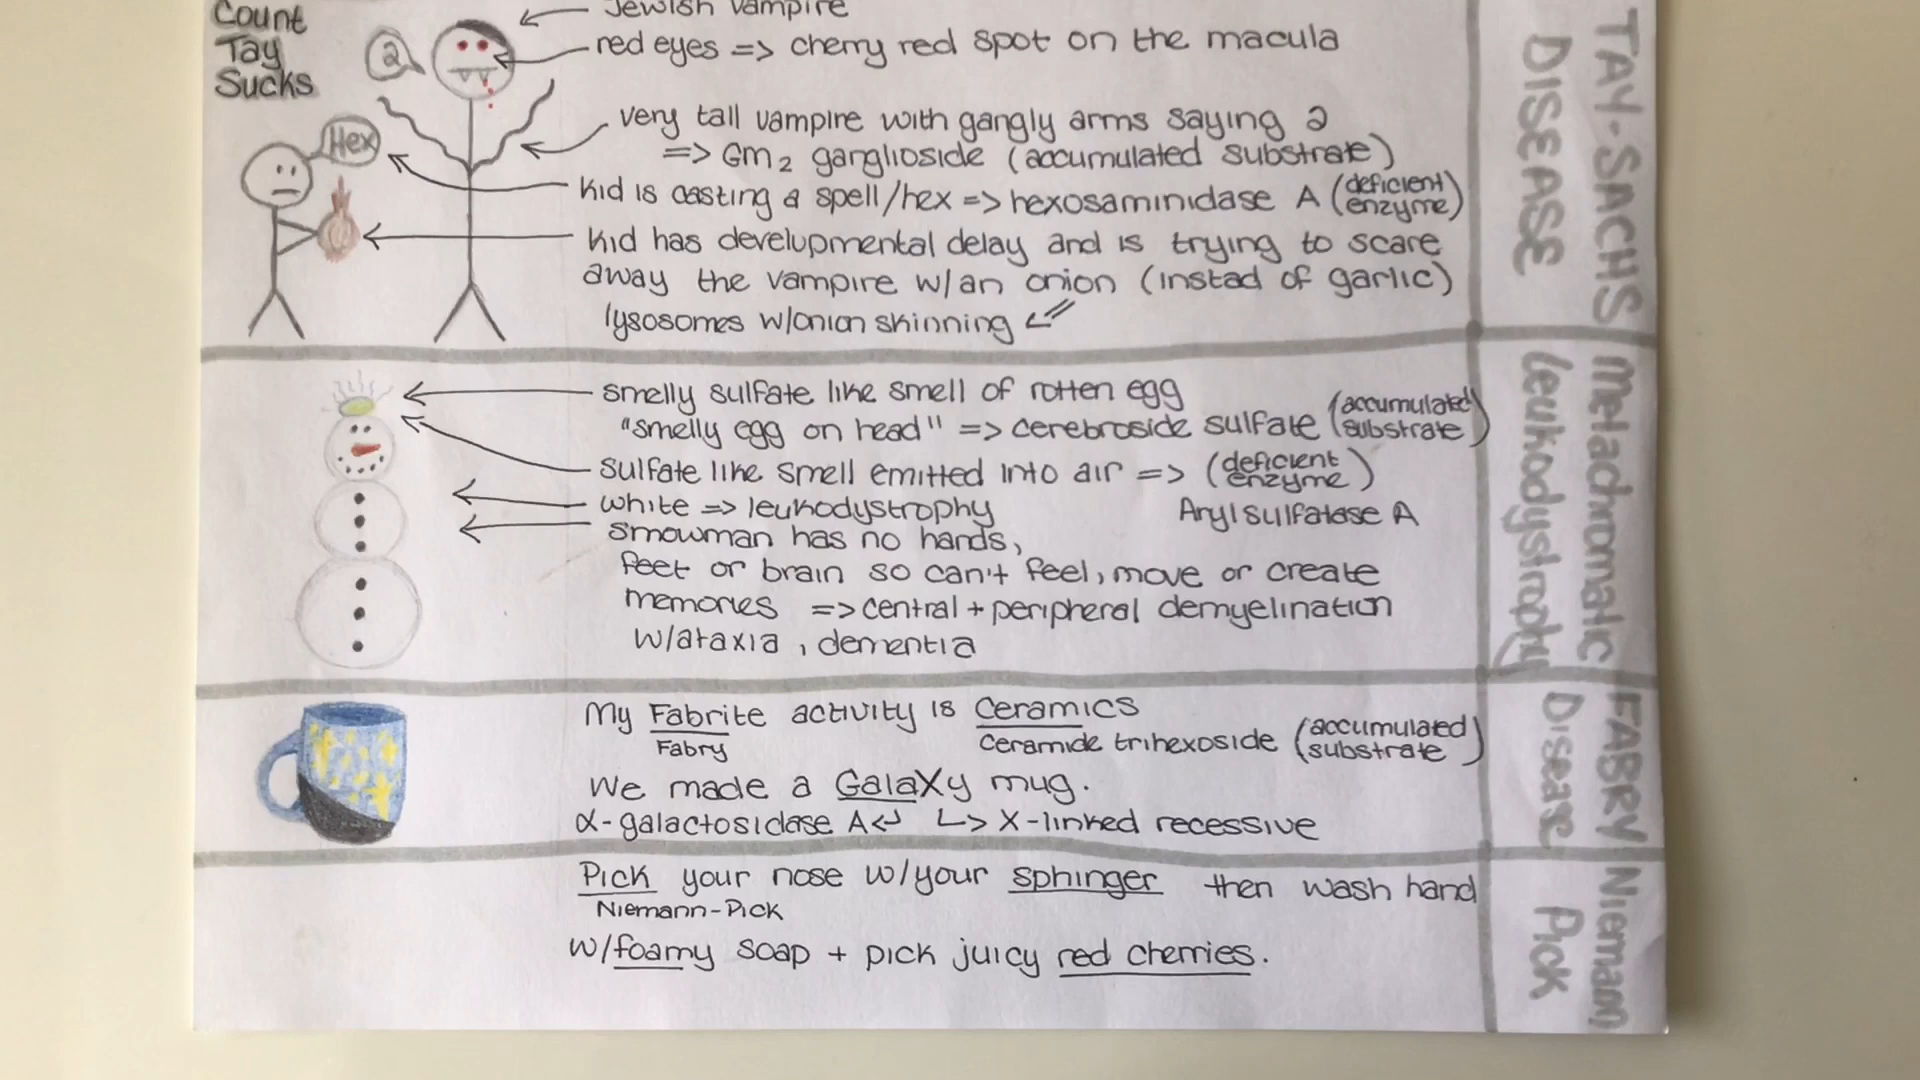 Count
Tay
Sucks
2
Hex
Jewish vampire
red eyes => cherry red spot on the macula
very tall vampire with gangly arms saying 2
=> Gm2 ganglioside (accumulated substrate)
Kid is casting a spell/hex => hexosaminidase A (deficient enzyme)
Kid has developmental delay and is trying to scare
away the vampire w/an onion (instad of garlic)
lysosomes w/onion skinning
TAY-SACHS
DISEASE
smelly sulfate like smell of rotten egg
"smelly egg on head" => cerebroside sulfate (accumulated substrate)
sulfate like smell emitted into air => (deficient enzyme)
white => leukodystrophy Arylsulfatase A
smowman has no hands,
feet or brain so can't feel, move or create
memories => central + peripheral demyelination
w/ataxia, dementia
Metachromatic
leukodystrophy
My Fabrite activity is Ceramics
Fabry ceramide trihexoside (accumulated substrate)
We made a GalaXy mug.
α-galactosidase A ↵ ↳ X-linked recessive
FABRY
Disease
Pick your nose w/your sphinger then wash hand
Niemann-Pick
w/foamy soap + pick juicy red cherries.
Niemann
Pick